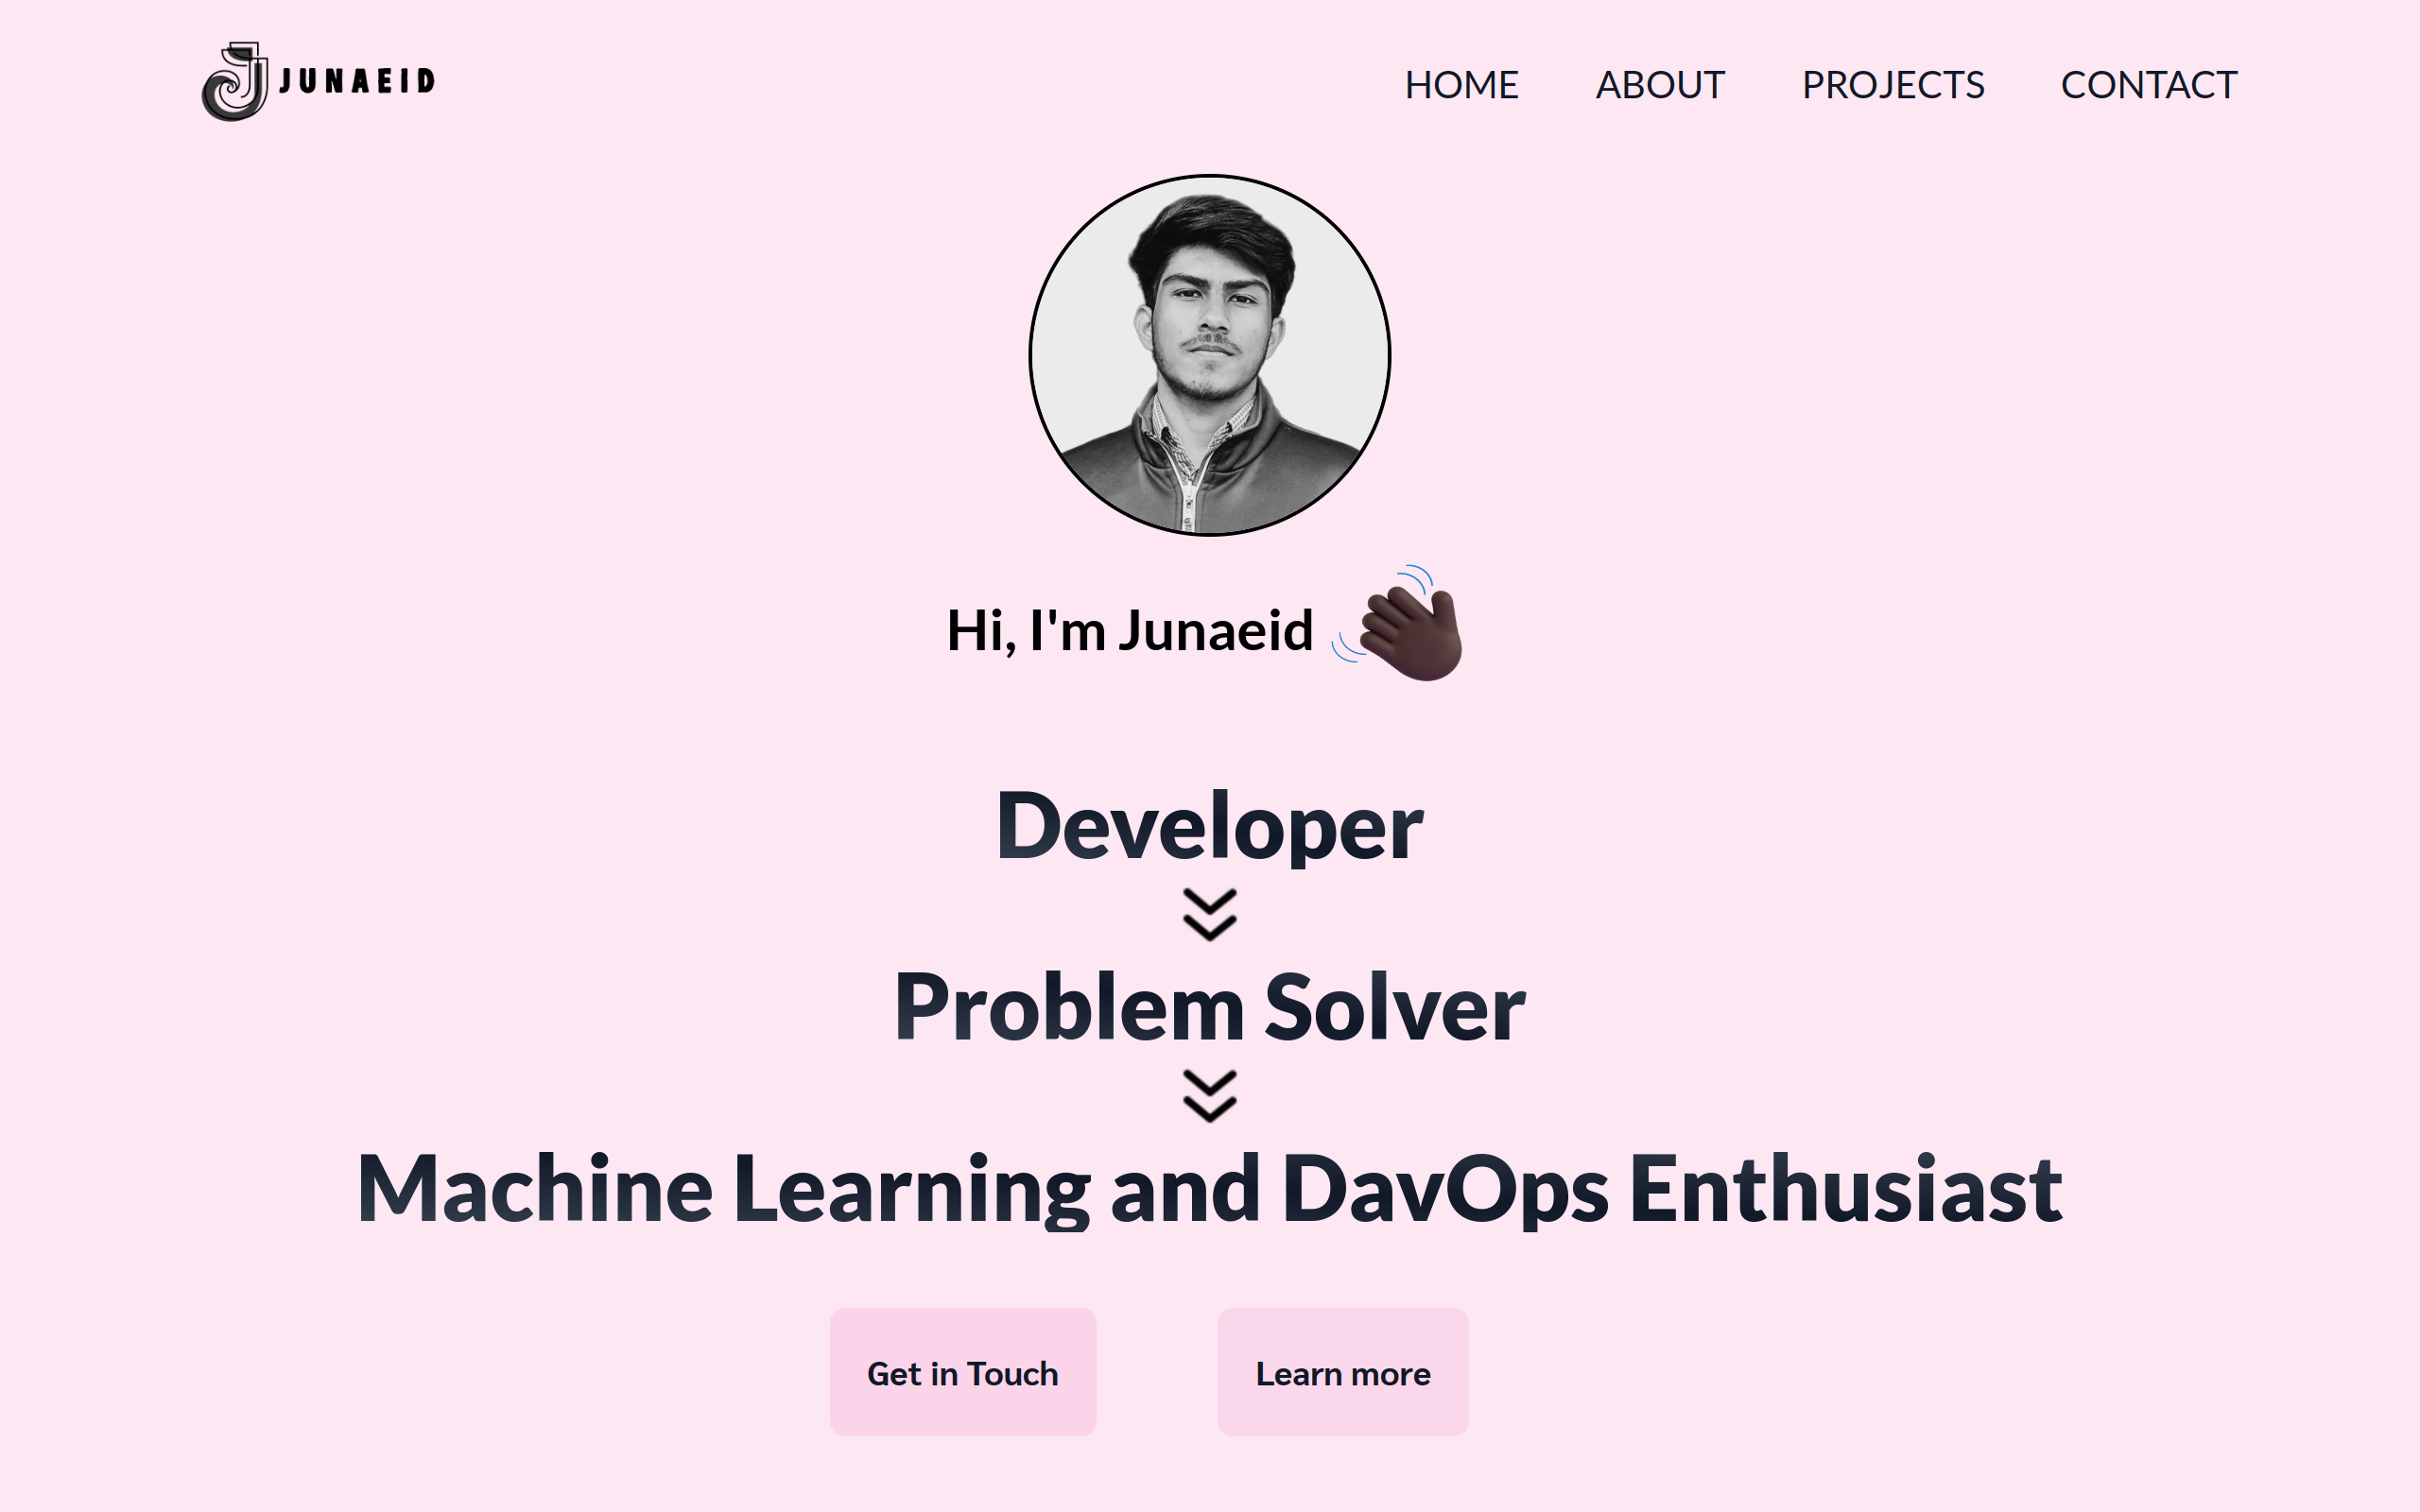 JUNAEID
HOME ABOUT PROJECTS CONTACT
Hi, I'm Junaeid
Developer
Problem Solver
Machine Learning and DavOps Enthusiast
Get in Touch
Learn more